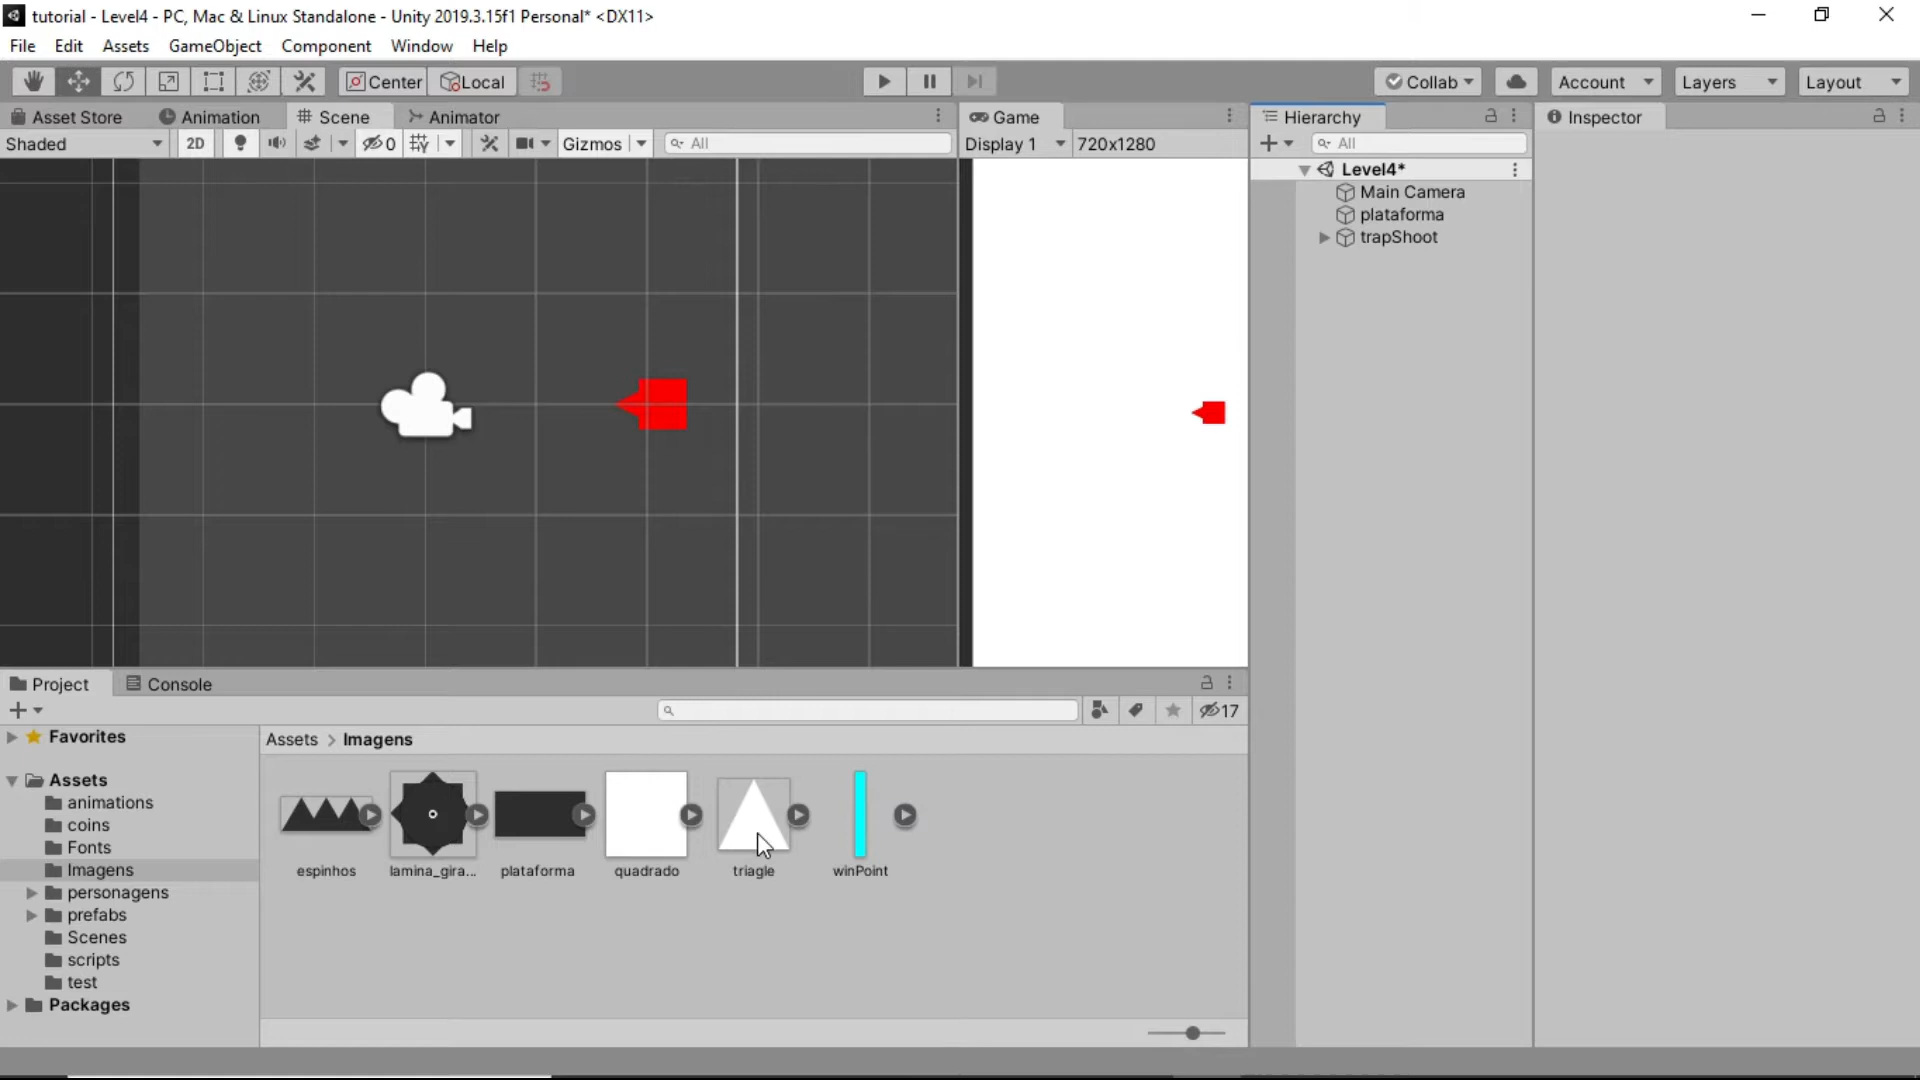 tutorial - Level4 - PC, Mac & Linux Standalone - Unity 2019.3.15f1 Personal* <DX11>
File Edit Assets GameObject Component Window Help
Center Local Collab Account Layers Layout
Asset Store Animation Scene Animator Game Hierarchy Inspector
Shaded 2D 0 Gizmos All Display 1 720x1280 All
Level4*
Main Camera
plataforma
trapShoot
Project Console
17
Favorites
Assets > Imagens
Assets
animations
coins
Fonts
Imagens
personagens
prefabs
Scenes
scripts
test
Packages
espinhos lamina_gira... plataforma quadrado triagle winPoint